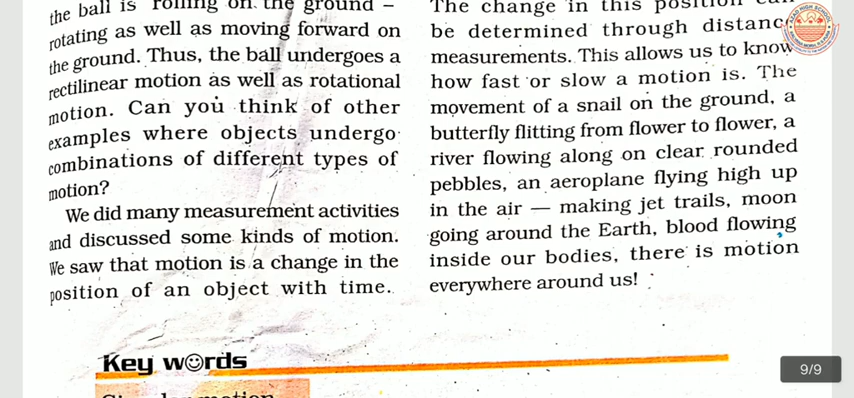 the ball is rolling on the ground –
rotating as well as moving forward on
the ground. Thus, the ball undergoes a
rectilinear motion as well as rotational
motion. Can you think of other
examples where objects undergo
combinations of different types of
motion?
We did many measurement activities
and discussed some kinds of motion.
We saw that motion is a change in the
position of an object with time.
The change in this position can
be determined through distance
measurements. This allows us to know
how fast or slow a motion is. The
movement of a snail on the ground, a
butterfly flitting from flower to flower, a
river flowing along on clear rounded
pebbles, an aeroplane flying high up
in the air — making jet trails, moon
going around the Earth, blood flowing
inside our bodies, there is motion
everywhere around us!
Key words
Circular motion
9/9